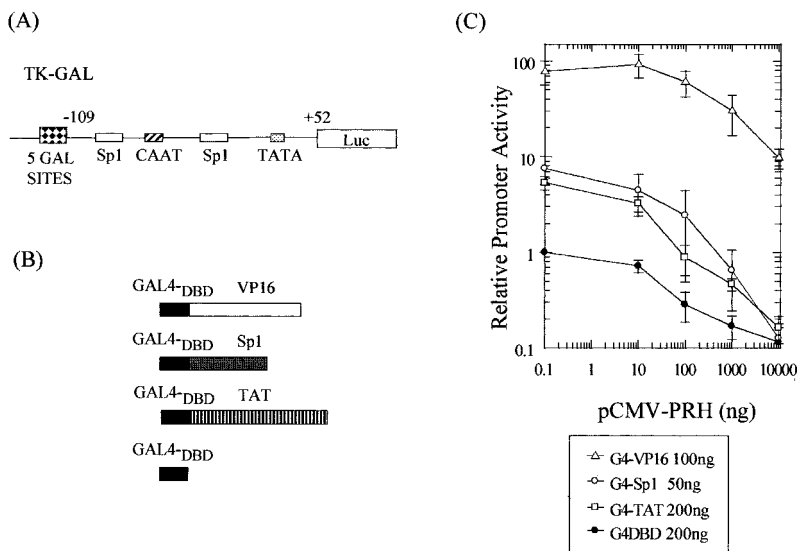 (A)
TK-GAL
-109
+52
5 GAL
SITES
Sp1
CAAT
Sp1
TATA
Luc
(B)
GAL4-DBD VP16
GAL4-DBD Sp1
GAL4-DBD TAT
GAL4-DBD
(C)
Relative Promoter Activity
100
10
1
0.1
0.1 1 10 100 1000 10000
pCMV-PRH (ng)
G4-VP16 100ng
G4-Sp1 50ng
G4-TAT 200ng
G4DBD 200ng